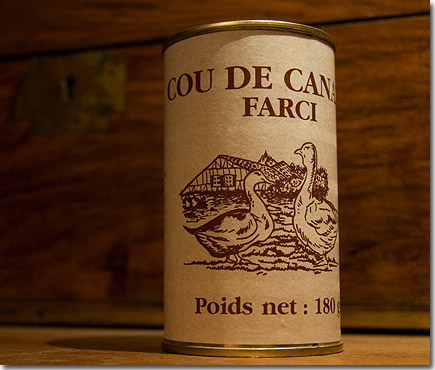 COU DE CANA
FARCI
Poids net : 180 g